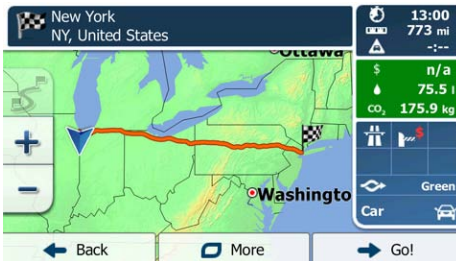 New York
NY, United States
13:00
773 mi
-:--
$ n/a
75.5 l
CO₂ 175.9 kg
Ottawa
$
Washingto
Green
Car
+
−
Back
More
Go!